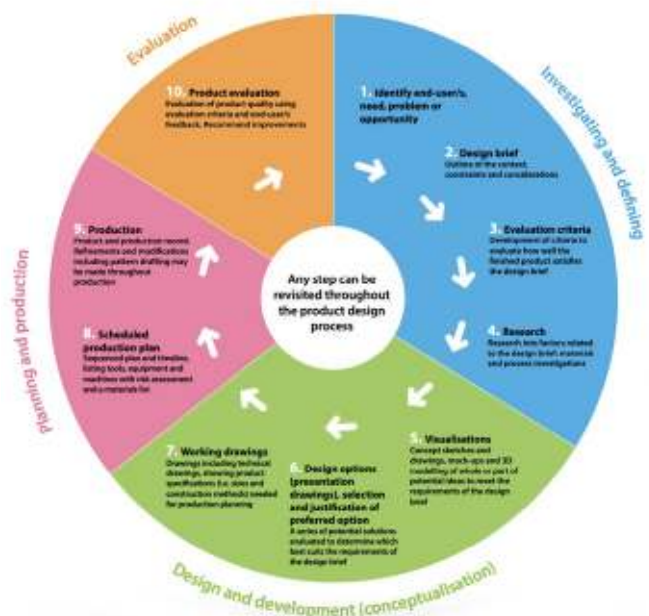 Evaluation
10. Product evaluation
Evaluation of product quality using
evaluation criteria and end-user's
feedback. Recommend improvements
Investigating and defining
1. Identify end-user/s,
need, problem or
opportunity
2. Design brief
Outline of the context,
constraints and considerations
3. Evaluation criteria
Development of criteria to
evaluate how well the
finished product satisfies
the design brief
4. Research
Research into factors related
to the design brief: materials
and process investigations
Design and development (conceptualisation)
5. Visualisations
Concept sketches and
drawings, mock-ups and 3D
modelling of whole or part of
potential ideas to meet the
requirements of the design
brief
6. Design options
(presentation
drawings), selection
and justification of
preferred option
A series of potential solutions
evaluated to determine which
best suits the requirements of
the design brief
7. Working drawings
Drawings including technical
drawings, showing product
specifications (i.e. sizes and
construction methods) needed
for production planning
Planning and production
8. Scheduled
production plan
Sequenced plan and timeline,
listing tools, equipment and
machines with risk assessment
and a materials list
9. Production
Product and production record.
Refinements and modifications
including pattern drafting may
be made throughout
production
Any step can be
revisited throughout
the product design
process